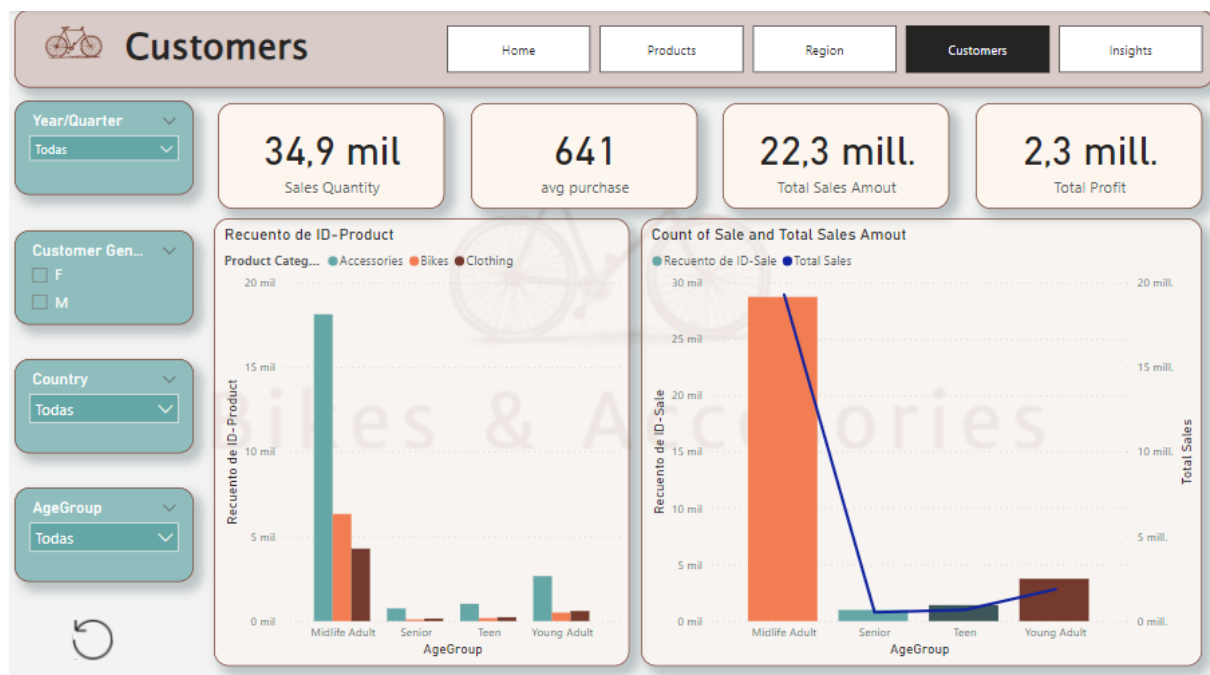 Customers
Home
Products
Region
Customers
Insights
Year/Quarter
Todas
Customer Gen...
F
M
Country
Todas
AgeGroup
Todas
34,9 mil
Sales Quantity
641
avg purchase
22,3 mill.
Total Sales Amout
2,3 mill.
Total Profit
Bikes & Accesories
Recuento de ID-Product
Product Categ... Accessories Bikes Clothing
Recuento de ID-Product
20 mil
15 mil
10 mil
5 mil
0 mil
Midlife Adult
Senior
Teen
Young Adult
AgeGroup
Count of Sale and Total Sales Amout
Recuento de ID-Sale Total Sales
Recuento de ID-Sale
30 mil
25 mil
20 mil
15 mil
10 mil
5 mil
0 mil
20 mill.
15 mill.
10 mill.
5 mill.
0 mill.
Total Sales
Midlife Adult
Senior
Teen
Young Adult
AgeGroup